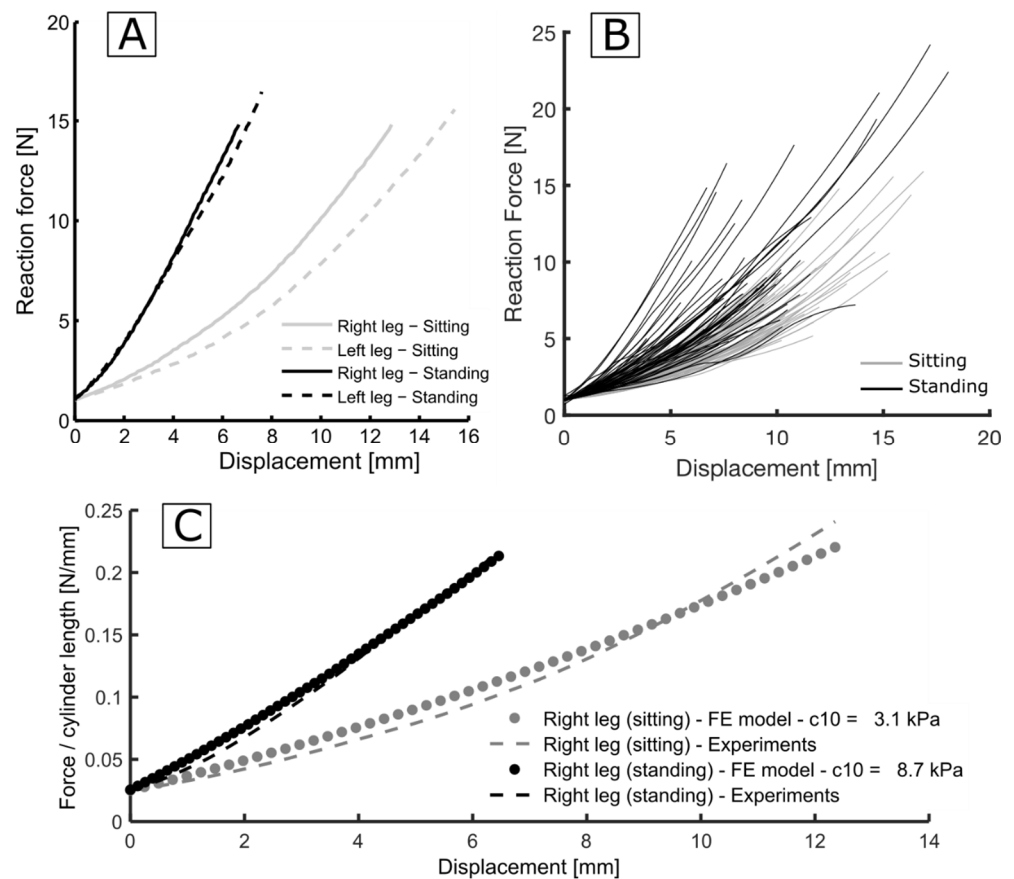 A
Reaction force [N]
20
15
10
5
0
0 2 4 6 8 10 12 14 16
Displacement [mm]
Right leg – Sitting
Left leg – Sitting
Right leg – Standing
Left leg – Standing
B
Reaction Force [N]
25
20
15
10
5
0
0 5 10 15 20
Displacement [mm]
Sitting
Standing
C
Force / cylinder length [N/mm]
0.25
0.2
0.15
0.1
0.05
0
0 2 4 6 8 10 12 14
Displacement [mm]
Right leg (sitting) - FE model - c10 = 3.1 kPa
Right leg (sitting) - Experiments
Right leg (standing) - FE model - c10 = 8.7 kPa
Right leg (standing) - Experiments